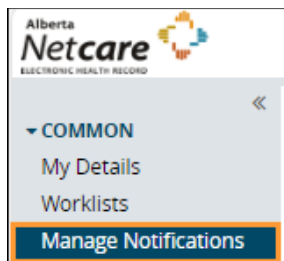 Alberta
Netcare
ELECTRONIC HEALTH RECORD
«
COMMON
My Details
Worklists
Manage Notifications